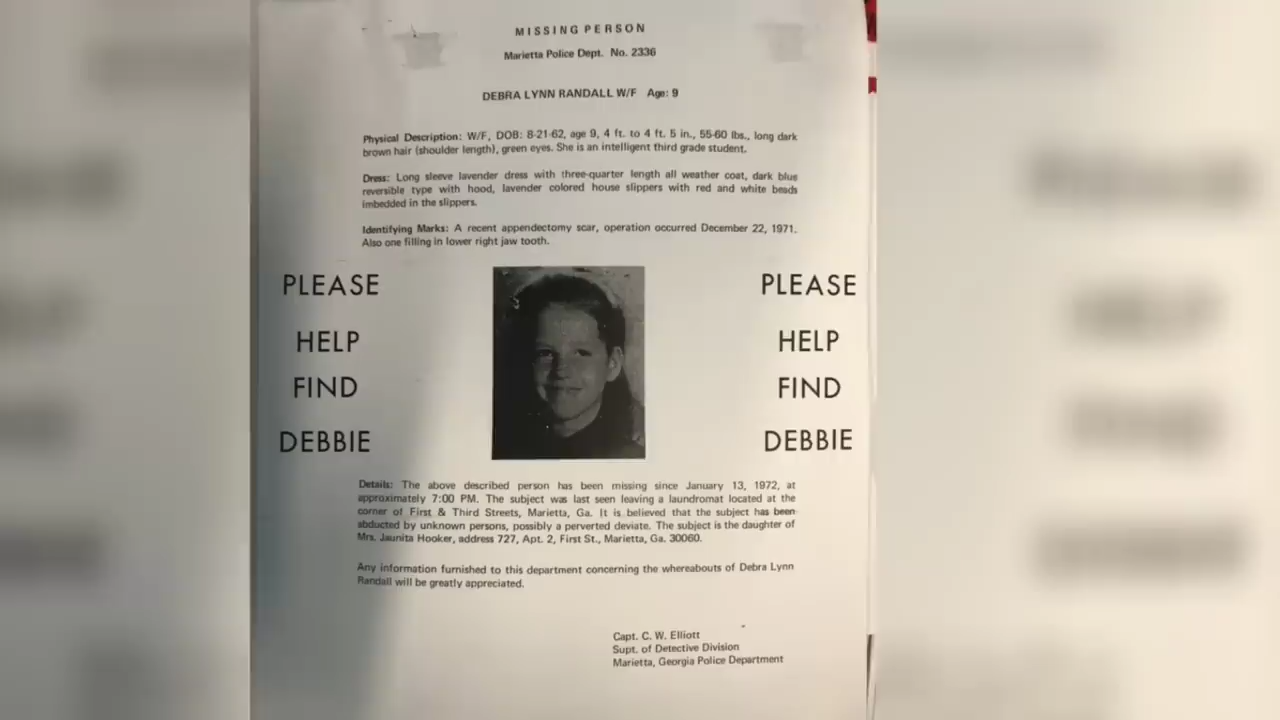 MISSING PERSON
Marietta Police Dept. No. 2336
DEBRA LYNN RANDALL W/F Age: 9
Physical Description: W/F, DOB: 8-21-62, age 9, 4 ft. to 4 ft. 5 in., 55-60 lbs., long dark
brown hair (shoulder length), green eyes. She is an intelligent third grade student.
Dress: Long sleeve lavender dress with three-quarter length all weather coat, dark blue
reversible type with hood, lavender colored house slippers with red and white beads
imbedded in the slippers.
Identifying Marks: A recent appendectomy scar, operation occurred December 22, 1971.
Also one filling in lower right jaw tooth.
PLEASE
HELP
FIND
DEBBIE
PLEASE
HELP
FIND
DEBBIE
Details: The above described person has been missing since January 13, 1972, at
approximately 7:00 PM. The subject was last seen leaving a laundromat located at the
corner of First & Third Streets, Marietta, Ga. It is believed that the subject has been
abducted by unknown persons, possibly a perverted deviate. The subject is the daughter of
Mrs. Jaunita Hooker, address 727, Apt. 2, First St., Marietta, Ga. 30060.
Any information furnished to this department concerning the whereabouts of Debra Lynn
Randall will be greatly appreciated.
Capt. C. W. Elliott
Supt. of Detective Division
Marietta, Georgia Police Department